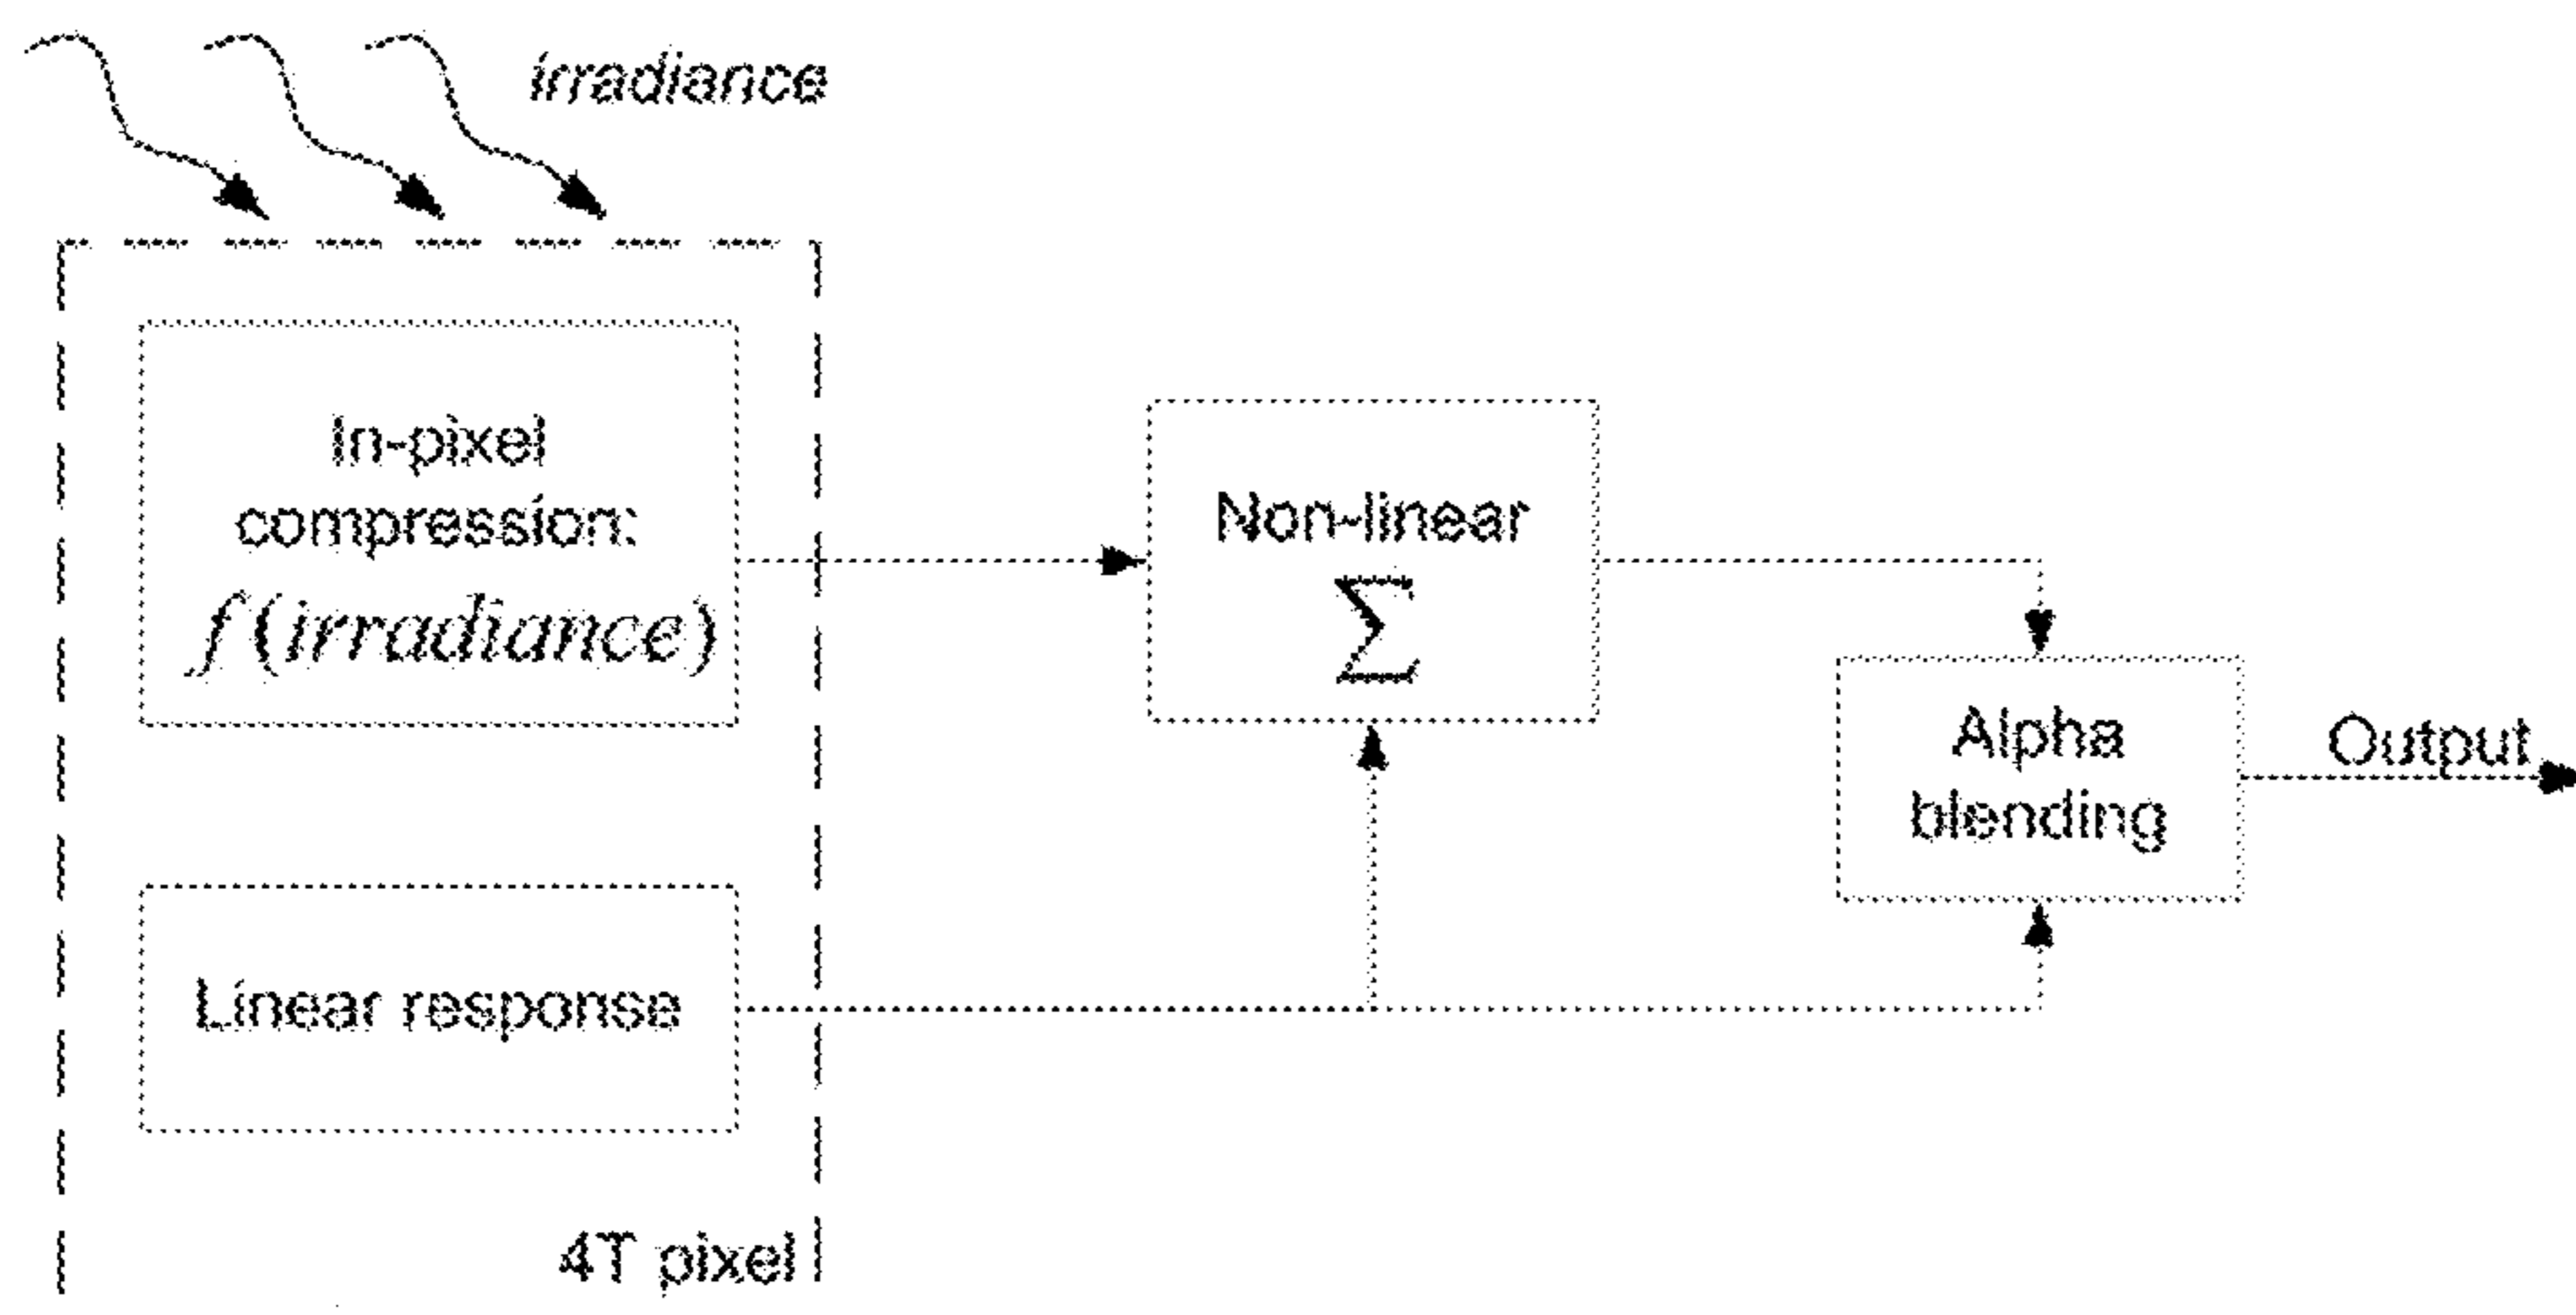 irradiance
In-pixel
compression:
f (irradiance)
Non-linear
Σ
Alpha
blending
Output
Linear response
4T pixel